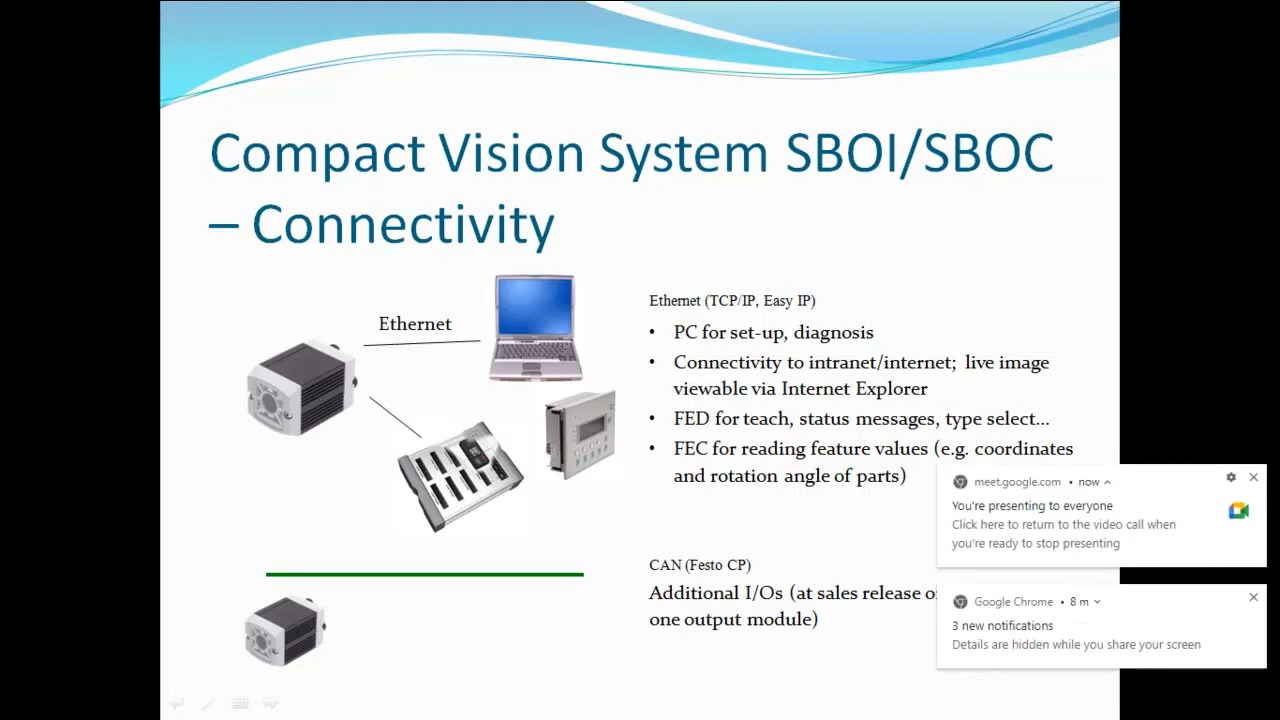 Compact Vision System SBOI/SBOC
– Connectivity
Ethernet
Ethernet (TCP/IP, Easy IP)
• PC for set-up, diagnosis
• Connectivity to intranet/internet; live image
viewable via Internet Explorer
• FED for teach, status messages, type select...
• FEC for reading feature values (e.g. coordinates
and rotation angle of parts)
CAN (Festo CP)
Additional I/Os (at sales release
one output module)
meet.google.com • now
You're presenting to everyone
Click here to return to the video call when
you're ready to stop presenting
Google Chrome • 8 m
3 new notifications
Details are hidden while you share your screen